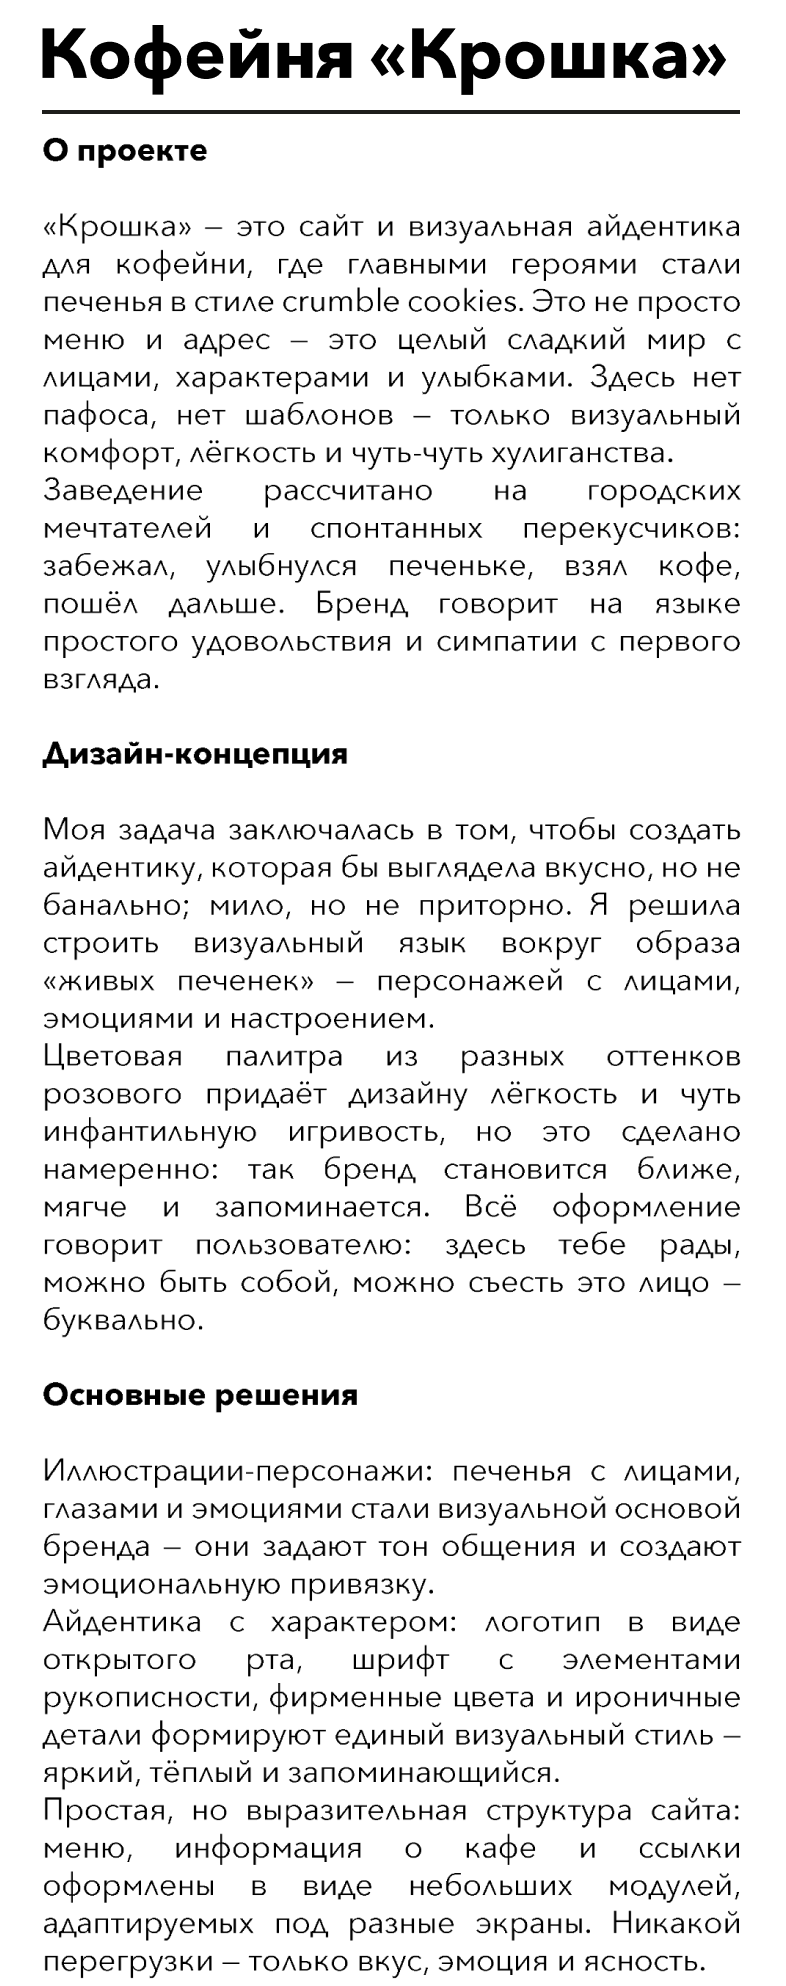 Кофейня «Крошка»
О проекте
«Крошка» – это сайт и визуальная айдентика
для кофейни, где главными героями стали
печенья в стиле crumble cookies. Это не просто
меню и адрес – это целый сладкий мир с
лицами, характерами и улыбками. Здесь нет
пафоса, нет шаблонов – только визуальный
комфорт, лёгкость и чуть-чуть хулиганства.
Заведение рассчитано на городских
мечтателей и спонтанных перекусчиков:
забежал, улыбнулся печеньке, взял кофе,
пошёл дальше. Бренд говорит на языке
простого удовольствия и симпатии с первого
взгляда.
Дизайн-концепция
Моя задача заключалась в том, чтобы создать
айдентику, которая бы выглядела вкусно, но не
банально; мило, но не приторно. Я решила
строить визуальный язык вокруг образа
«живых печенек» – персонажей с лицами,
эмоциями и настроением.
Цветовая палитра из разных оттенков
розового придаёт дизайну лёгкость и чуть
инфантильную игривость, но это сделано
намеренно: так бренд становится ближе,
мягче и запоминается. Всё оформление
говорит пользователю: здесь тебе рады,
можно быть собой, можно съесть это лицо –
буквально.
Основные решения
Иллюстрации-персонажи: печенья с лицами,
глазами и эмоциями стали визуальной основой
бренда – они задают тон общения и создают
эмоциональную привязку.
Айдентика с характером: логотип в виде
открытого рта, шрифт с элементами
рукописности, фирменные цвета и ироничные
детали формируют единый визуальный стиль –
яркий, тёплый и запоминающийся.
Простая, но выразительная структура сайта:
меню, информация о кафе и ссылки
оформлены в виде небольших модулей,
адаптируемых под разные экраны. Никакой
перегрузки – только вкус, эмоция и ясность.